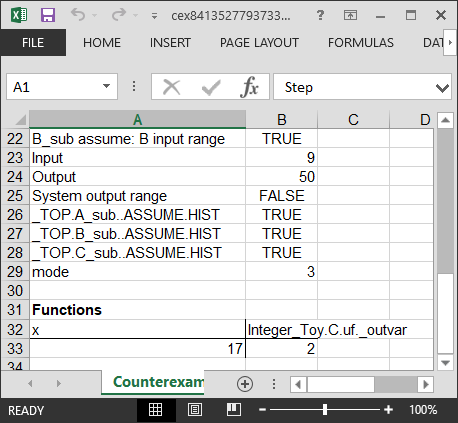 cex8413527793733...
FILE HOME INSERT PAGE LAYOUT FORMULAS DAT
A1 fx Step
A B C D
22 B_sub assume: B input range TRUE
23 Input 9
24 Output 50
25 System output range FALSE
26 _TOP.A_sub..ASSUME.HIST TRUE
27 _TOP.B_sub..ASSUME.HIST TRUE
28 _TOP.C_sub..ASSUME.HIST TRUE
29 mode 3
30
31 Functions
32 x Integer_Toy.C.uf._outvar
33 17 2
34
Counterexam
READY 100%